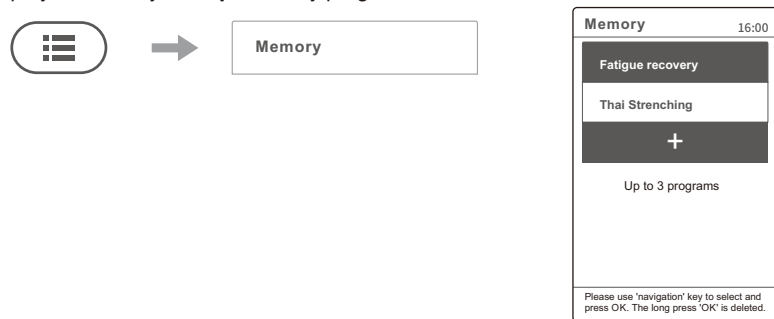 Memory
Memory 16:00
Fatigue recovery
Thai Strenching
+
Up to 3 programs
Please use 'navigation' key to select and
press OK. The long press 'OK' is deleted.